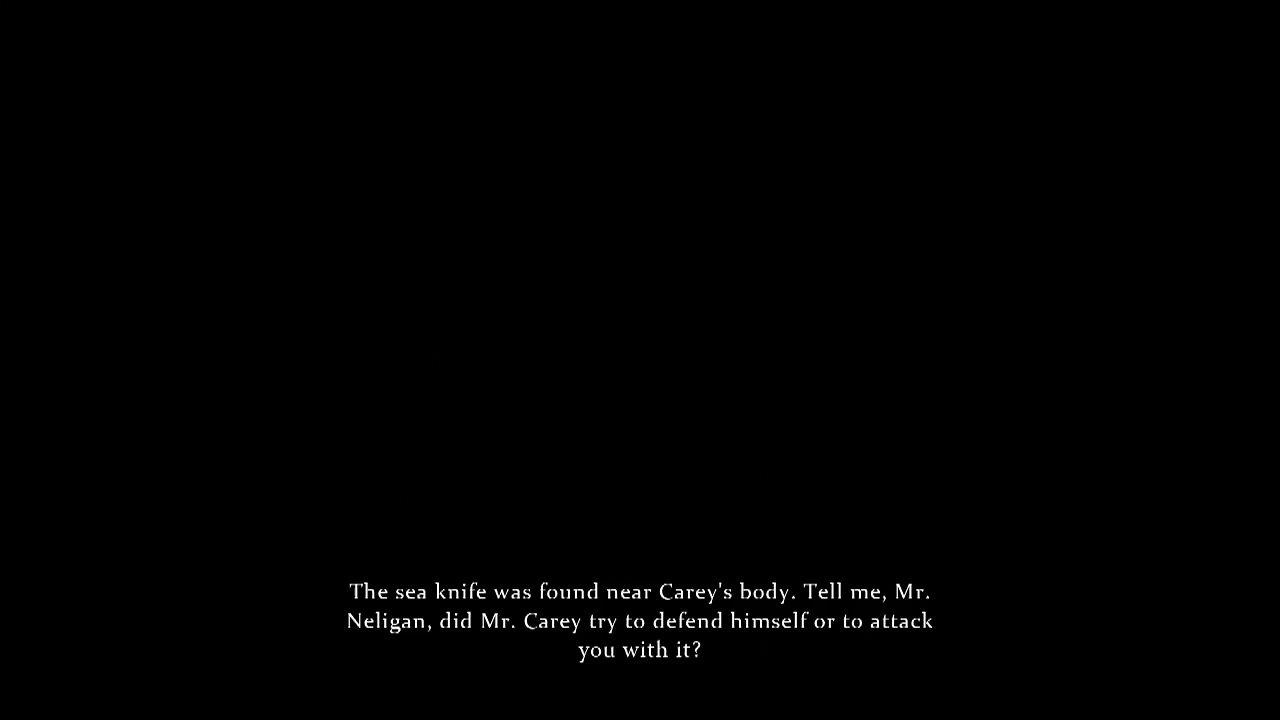 The sea knife was found near Carey's body. Tell me, Mr.
Neligan, did Mr. Carey try to defend himself or to attack
you with it?